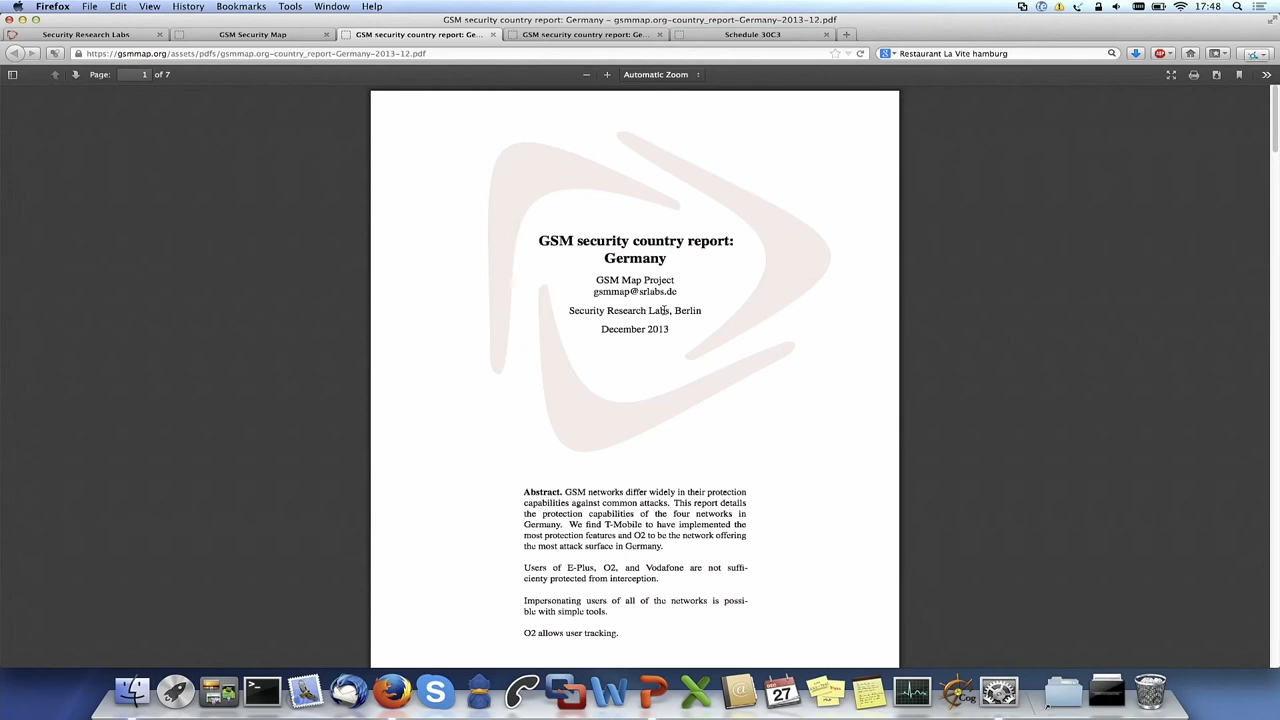 Firefox File Edit View History Bookmarks Tools Window Help 17:48
GSM security country report: Germany – gsmmap.org-country_report-Germany-2013-12.pdf
Security Research Labs GSM Security Map GSM security country report: Ge... GSM security country report: Ge... Schedule 30C3
https://gsmmap.org/assets/pdfs/gsmmap.org-country_report-Germany-2013-12.pdf Restaurant La Vite hamburg
Page: 1 of 7 Automatic Zoom
GSM security country report:
Germany
GSM Map Project
gsmmap@srlabs.de
Security Research Labs, Berlin
December 2013
Abstract. GSM networks differ widely in their protection
capabilities against common attacks. This report details
the protection capabilities of the four networks in
Germany. We find T-Mobile to have implemented the
most protection features and O2 to be the network offering
the most attack surface in Germany.
Users of E-Plus, O2, and Vodafone are not suffi-
cienty protected from interception.
Impersonating users of all of the networks is possi-
ble with simple tools.
O2 allows user tracking.
27
Cog